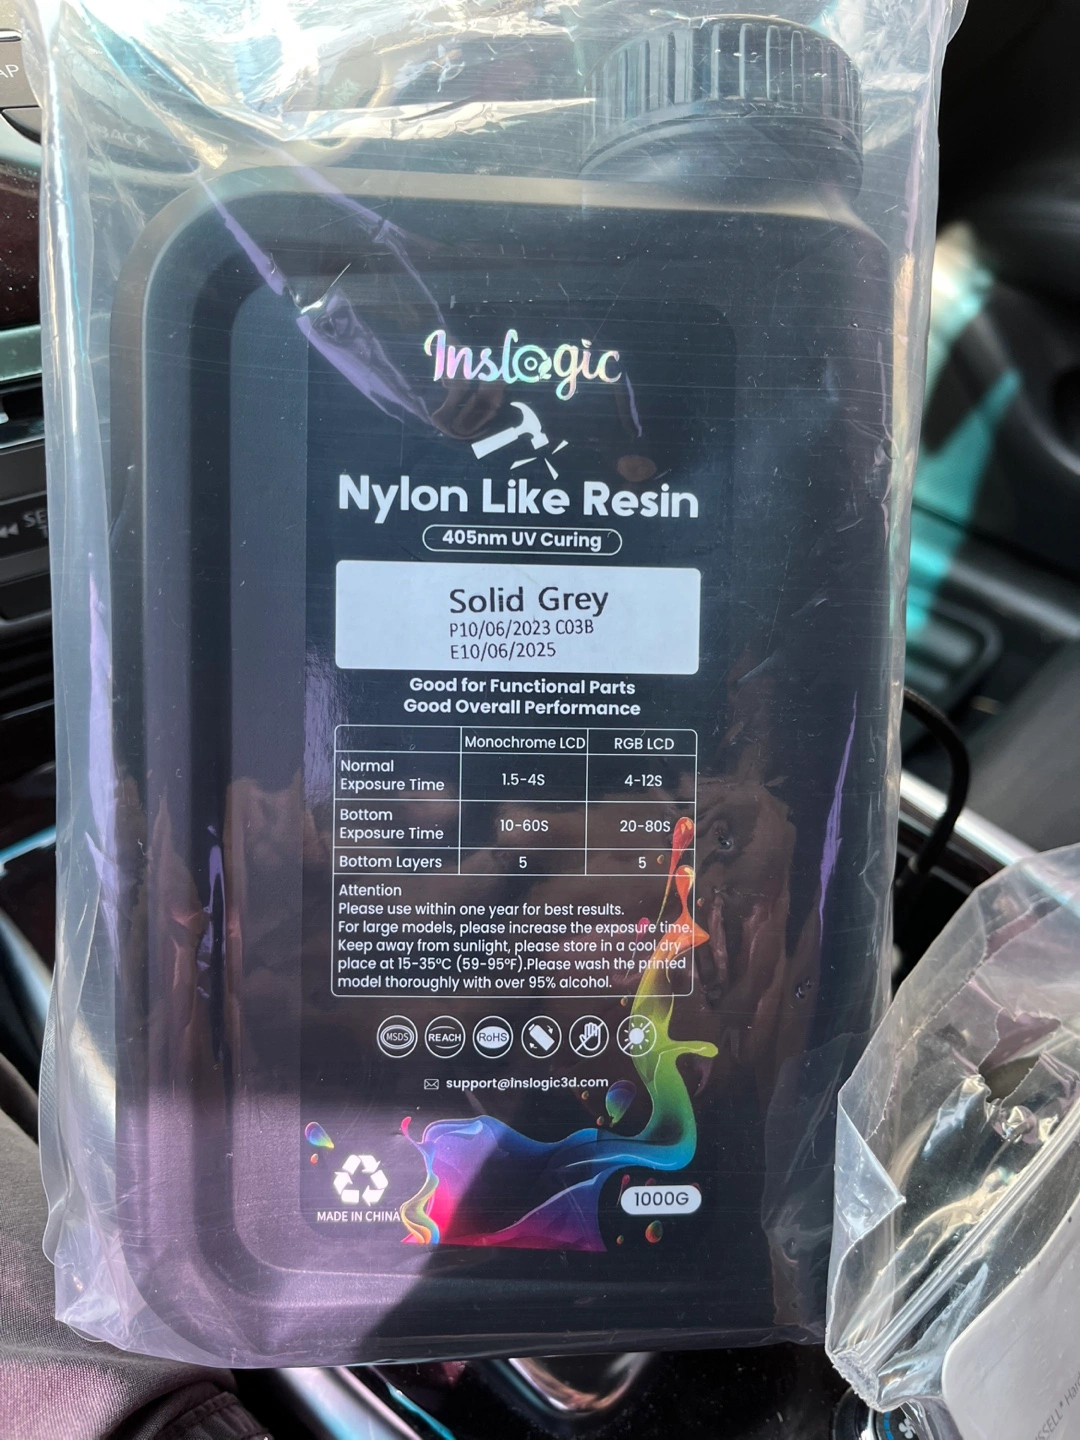 Inslogic
Nylon Like Resin
405nm UV Curing
Solid Grey
P10/06/2023 C03B
E10/06/2025
Good for Functional Parts
Good Overall Performance
Monochrome LCD RGB LCD
Normal
Exposure Time 1.5-4S 4-12S
Bottom
Exposure Time 10-60S 20-80S
Bottom Layers 5 5
Attention
Please use within one year for best results.
For large models, please increase the exposure time.
Keep away from sunlight, please store in a cool dry
place at 15-35℃ (59-95℉).Please wash the printed
model thoroughly with over 95% alcohol.
MSDS REACH RoHS
support@Inslogic3d.com
MADE IN CHINA
1000G
BACK